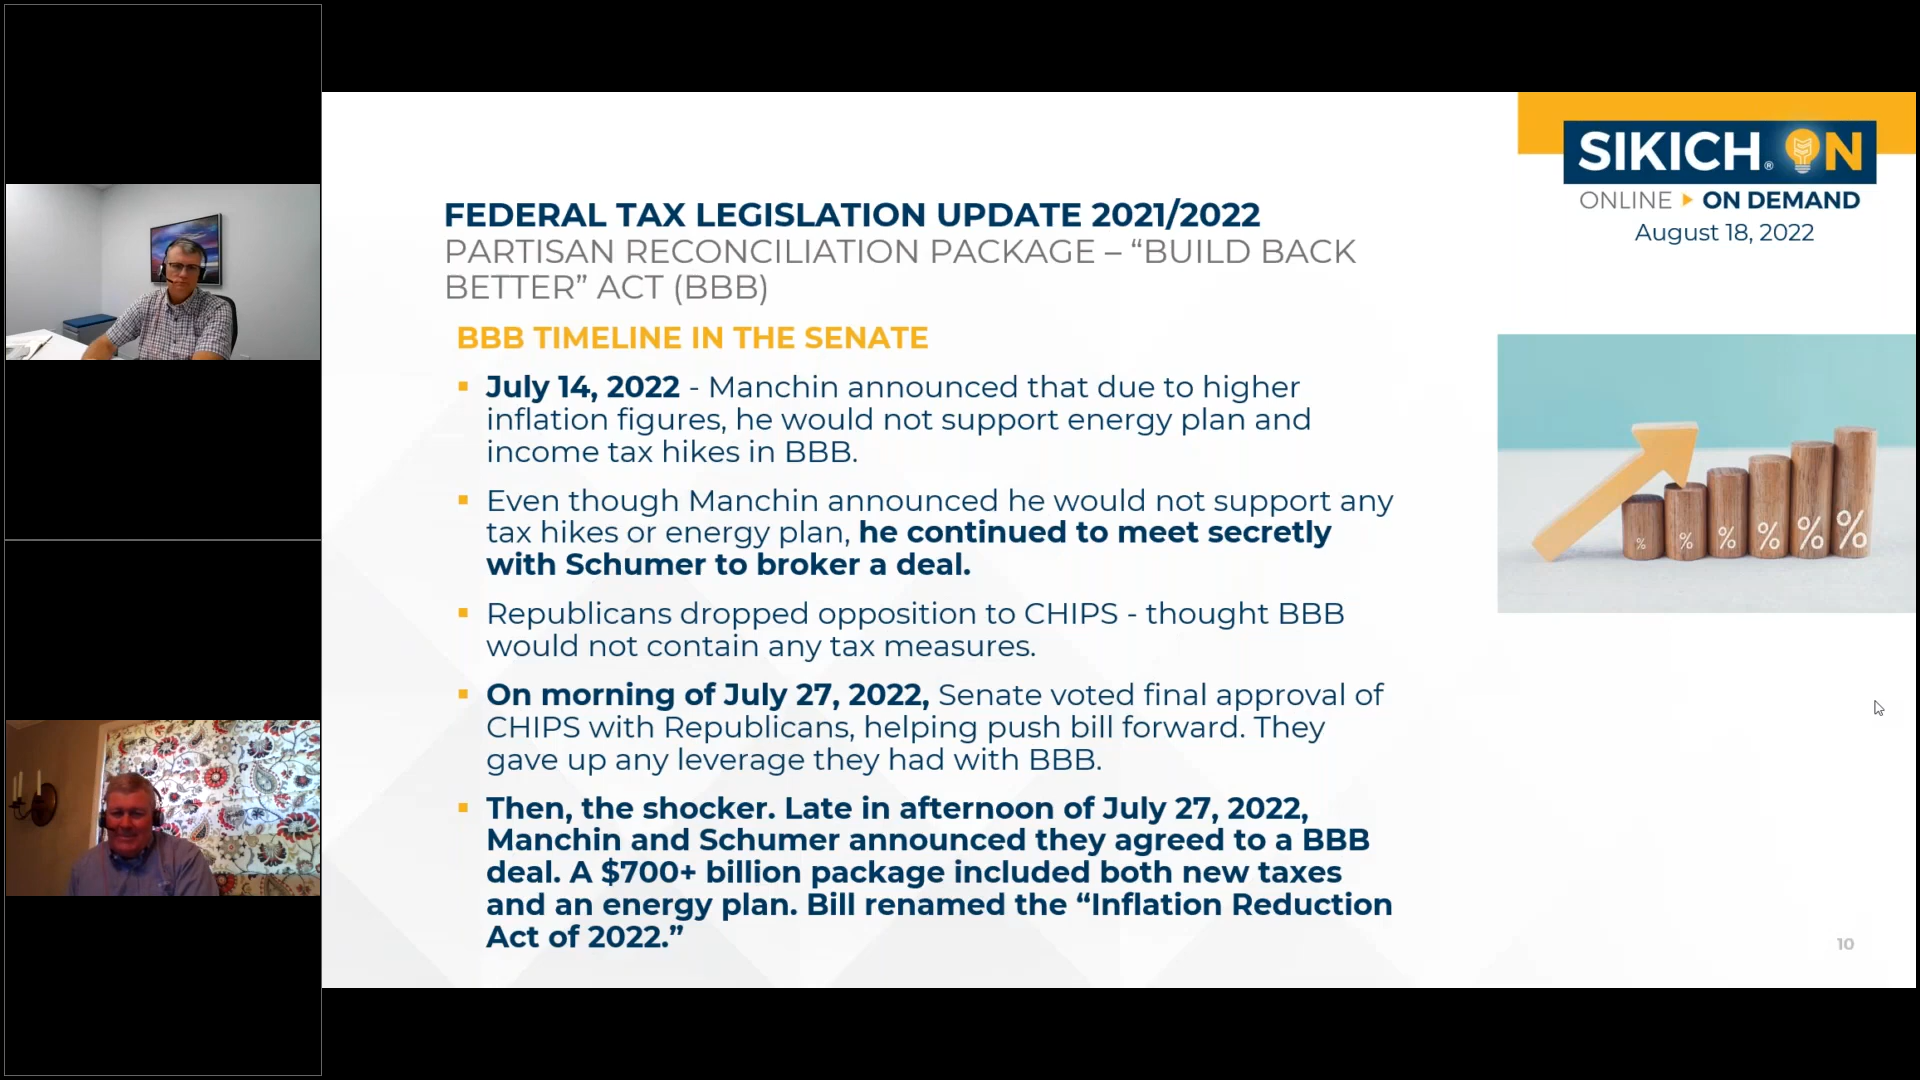 SIKICH® ON
ONLINE ▸ ON DEMAND
August 18, 2022
FEDERAL TAX LEGISLATION UPDATE 2021/2022
PARTISAN RECONCILIATION PACKAGE – “BUILD BACK
BETTER” ACT (BBB)
BBB TIMELINE IN THE SENATE
▪ July 14, 2022 - Manchin announced that due to higher
inflation figures, he would not support energy plan and
income tax hikes in BBB.
▪ Even though Manchin announced he would not support any
tax hikes or energy plan, he continued to meet secretly
with Schumer to broker a deal.
▪ Republicans dropped opposition to CHIPS - thought BBB
would not contain any tax measures.
▪ On morning of July 27, 2022, Senate voted final approval of
CHIPS with Republicans, helping push bill forward. They
gave up any leverage they had with BBB.
▪ Then, the shocker. Late in afternoon of July 27, 2022,
Manchin and Schumer announced they agreed to a BBB
deal. A $700+ billion package included both new taxes
and an energy plan. Bill renamed the “Inflation Reduction
Act of 2022.”
% % % % % %
10